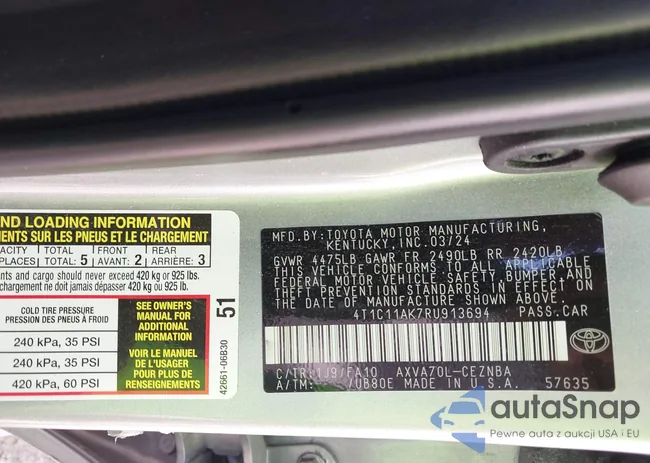 ND LOADING INFORMATION
MENTS SUR LES PNEUS ET LE CHARGEMENT
PACITY TOTAL FRONT REAR
PLACES TOTAL: 5 AVANT: 2 ARRIÈRE: 3
nts and cargo should never exceed 420 kg or 925 lbs.
chargement ne doit jamais dépasser 420 kg ou 925 lb.
COLD TIRE PRESSURE
PRESSION DES PNEUS À FROID
240 kPa, 35 PSI
240 kPa, 35 PSI
420 kPa, 60 PSI
SEE OWNER'S
MANUAL FOR
ADDITIONAL
INFORMATION
VOIR LE MANUEL
DE L'USAGER
POUR PLUS DE
RENSEIGNEMENTS
51
42661-06B30
MFD.BY:TOYOTA MOTOR MANUFACTURING,
KENTUCKY,INC.03/24
GVWR 4475LB GAWR FR 2490LB RR 2420LB
THIS VEHICLE CONFORMS TO ALL APPLICABLE
FEDERAL MOTOR VEHICLE SAFETY, BUMPER,AND
THEFT PREVENTION STANDARDS IN EFFECT ON
THE DATE OF MANUFACTURE SHOWN ABOVE.
4T1C11AK7RU913694 PASS.CAR
C/TR:1J9/FA10 AXVA70L-CEZNBA
A/TM: /UB80E MADE IN U.S.A. 57635
TOYOTA
autoSnap
Pewne auta z aukcji USA i EU